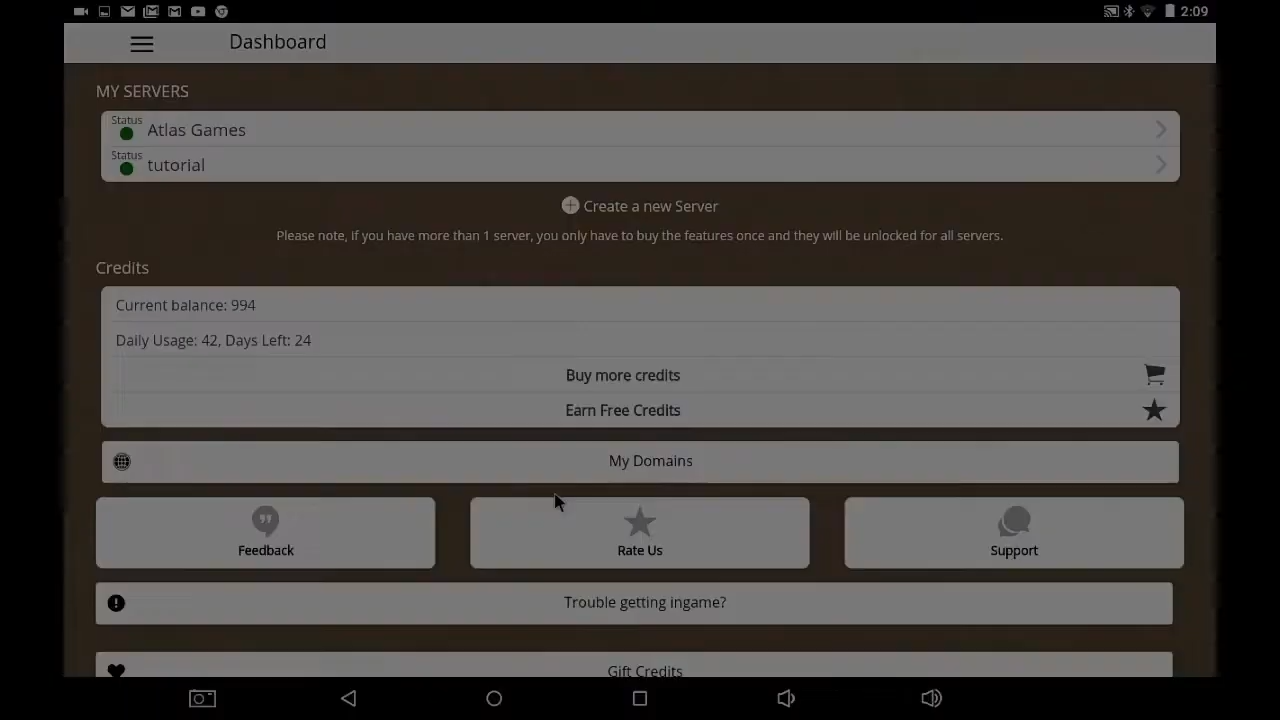 2:09
Dashboard
MY SERVERS
Status
Atlas Games
Status
tutorial
Create a new Server
Please note, if you have more than 1 server, you only have to buy the features once and they will be unlocked for all servers.
Credits
Current balance: 994
Daily Usage: 42, Days Left: 24
Buy more credits
Earn Free Credits
My Domains
Feedback
Rate Us
Support
Trouble getting ingame?
Gift Credits